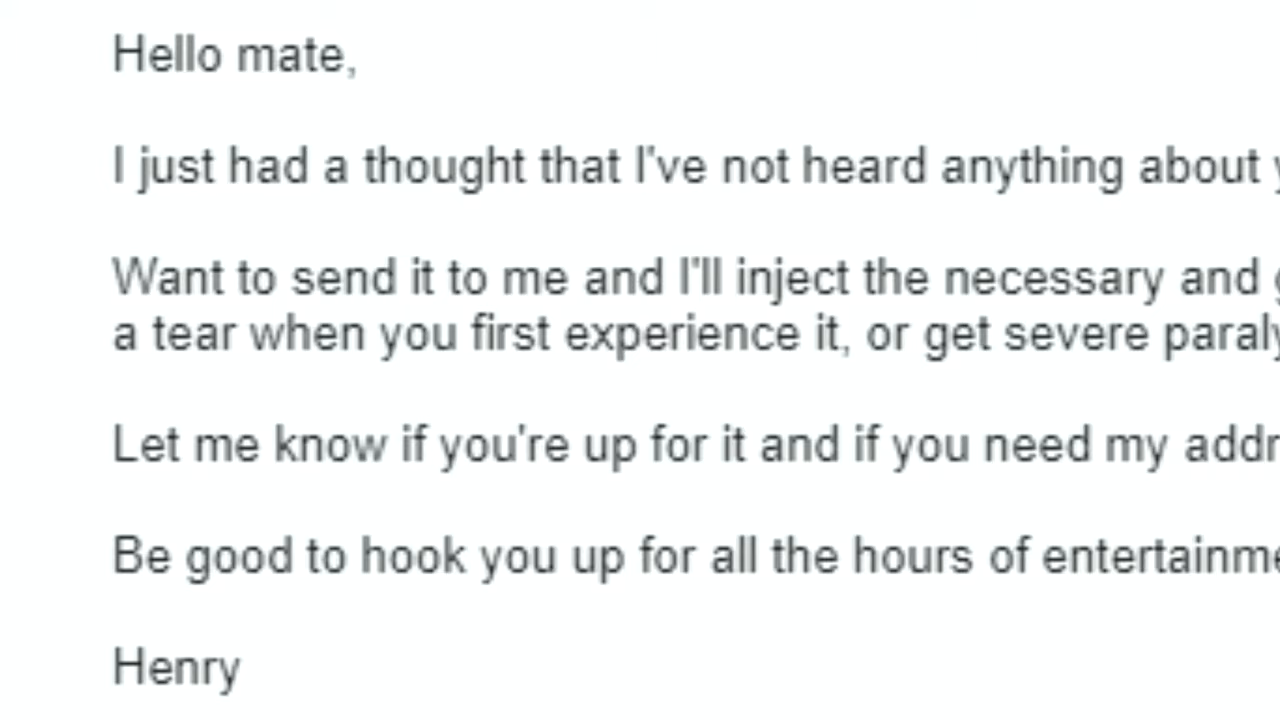 Hello mate,
I just had a thought that I've not heard anything about
Want to send it to me and I'll inject the necessary and
a tear when you first experience it, or get severe
Let me know if you're up for it and if you need my
Be good to hook you up for all the hours of
Henry